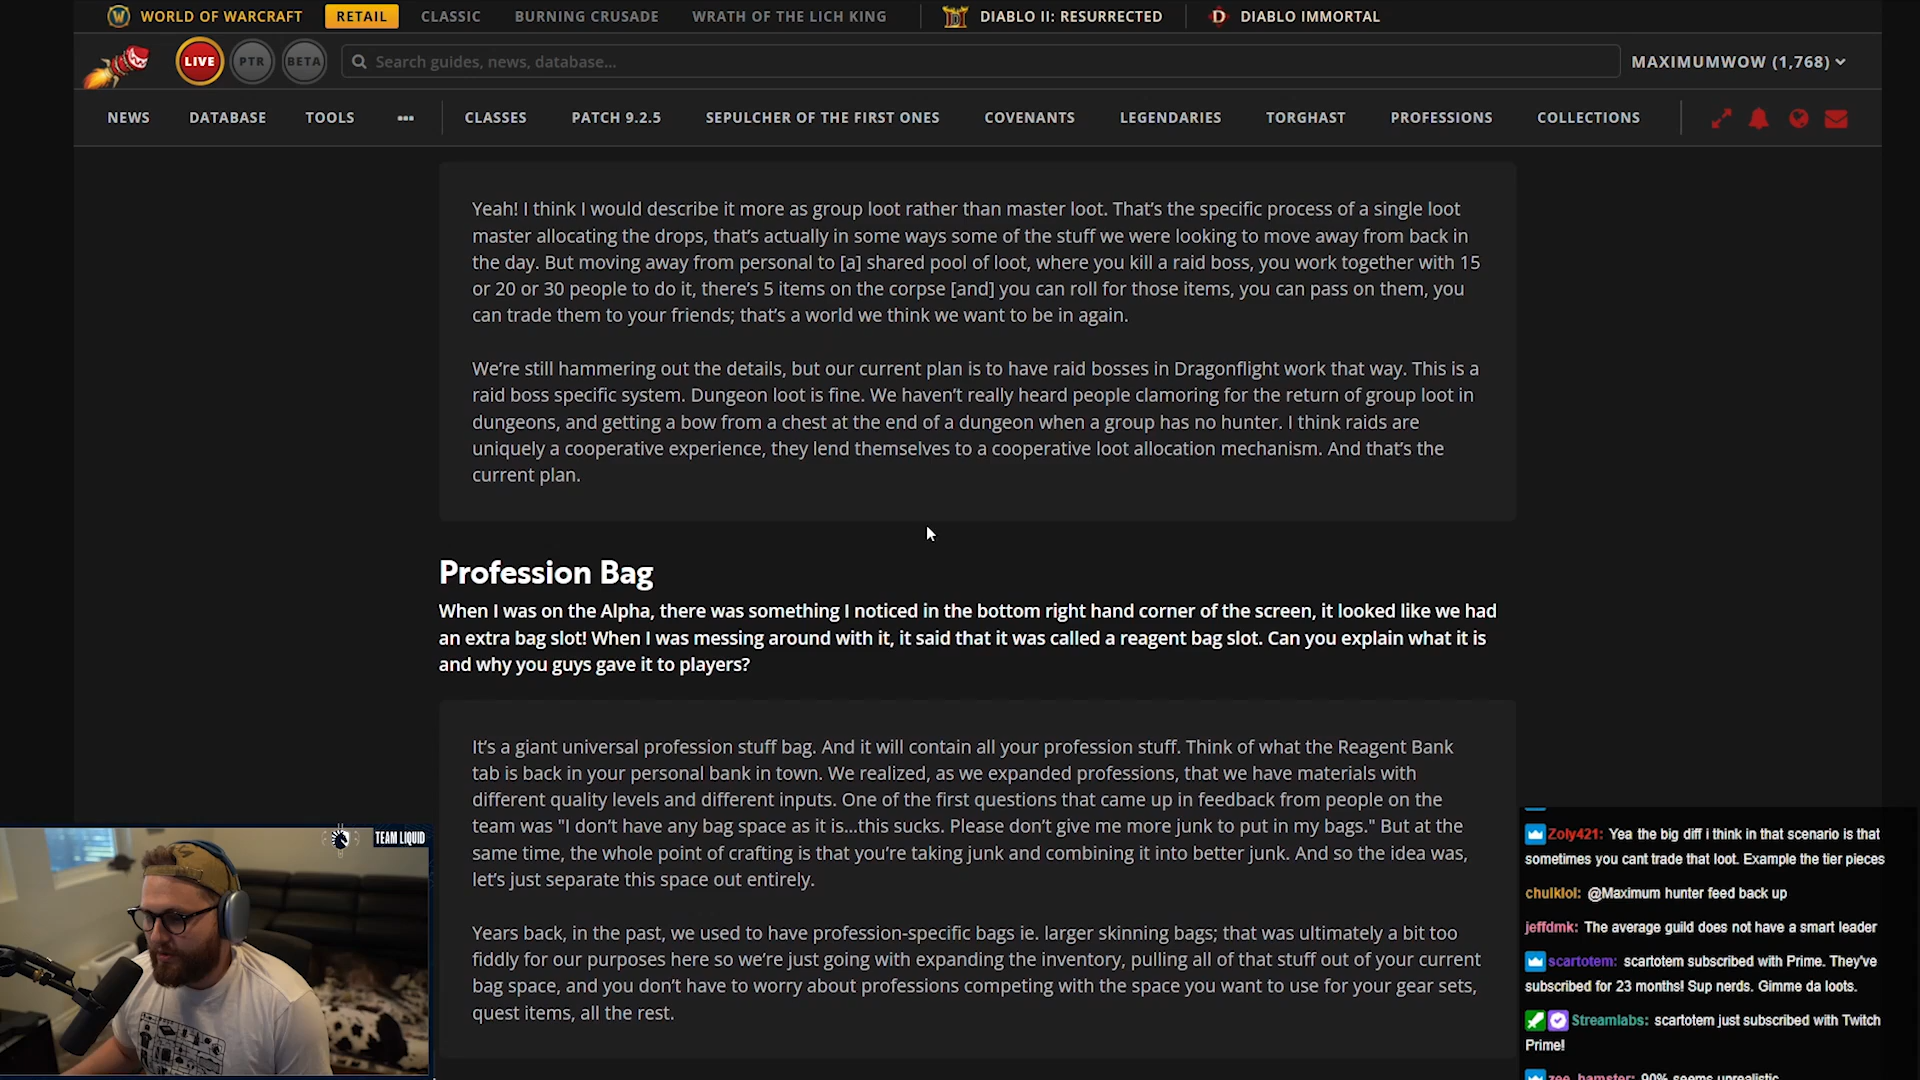 WORLD OF WARCRAFT RETAIL CLASSIC BURNING CRUSADE WRATH OF THE LICH KING DIABLO II: RESURRECTED DIABLO IMMORTAL
LIVE PTR BETA Search guides, news, database... MAXIMUMWOW (1,768)
NEWS DATABASE TOOLS ••• CLASSES PATCH 9.2.5 SEPULCHER OF THE FIRST ONES COVENANTS LEGENDARIES TORGHAST PROFESSIONS COLLECTIONS
Yeah! I think I would describe it more as group loot rather than master loot. That's the specific process of a single loot
master allocating the drops, that's actually in some ways some of the stuff we were looking to move away from back in
the day. But moving away from personal to [a] shared pool of loot, where you kill a raid boss, you work together with 15
or 20 or 30 people to do it, there's 5 items on the corpse [and] you can roll for those items, you can pass on them, you
can trade them to your friends; that's a world we think we want to be in again.
We're still hammering out the details, but our current plan is to have raid bosses in Dragonflight work that way. This is a
raid boss specific system. Dungeon loot is fine. We haven't really heard people clamoring for the return of group loot in
dungeons, and getting a bow from a chest at the end of a dungeon when a group has no hunter. I think raids are
uniquely a cooperative experience, they lend themselves to a cooperative loot allocation mechanism. And that's the
current plan.
Profession Bag
When I was on the Alpha, there was something I noticed in the bottom right hand corner of the screen, it looked like we had
an extra bag slot! When I was messing around with it, it said that it was called a reagent bag slot. Can you explain what it is
and why you guys gave it to players?
It's a giant universal profession stuff bag. And it will contain all your profession stuff. Think of what the Reagent Bank
tab is back in your personal bank in town. We realized, as we expanded professions, that we have materials with
different quality levels and different inputs. One of the first questions that came up in feedback from people on the
team was "I don't have any bag space as it is...this sucks. Please don't give me more junk to put in my bags." But at the
same time, the whole point of crafting is that you're taking junk and combining it into better junk. And so the idea was,
let's just separate this space out entirely.
Years back, in the past, we used to have profession-specific bags ie. larger skinning bags; that was ultimately a bit too
fiddly for our purposes here so we're just going with expanding the inventory, pulling all of that stuff out of your current
bag space, and you don't have to worry about professions competing with the space you want to use for your gear sets,
quest items, all the rest.
TEAM LIQUID
Zoly421: Yea the big diff i think in that scenario is that
sometimes you cant trade that loot. Example the tier pieces
chulklol: @Maximum hunter feed back up
jeffdmk: The average guild does not have a smart leader
scartotem: scartotem subscribed with Prime. They've
subscribed for 23 months! Sup nerds. Gimme da loots.
Streamlabs: scartotem just subscribed with Twitch
Prime!
zee_hamster: 90% seems unrealistic